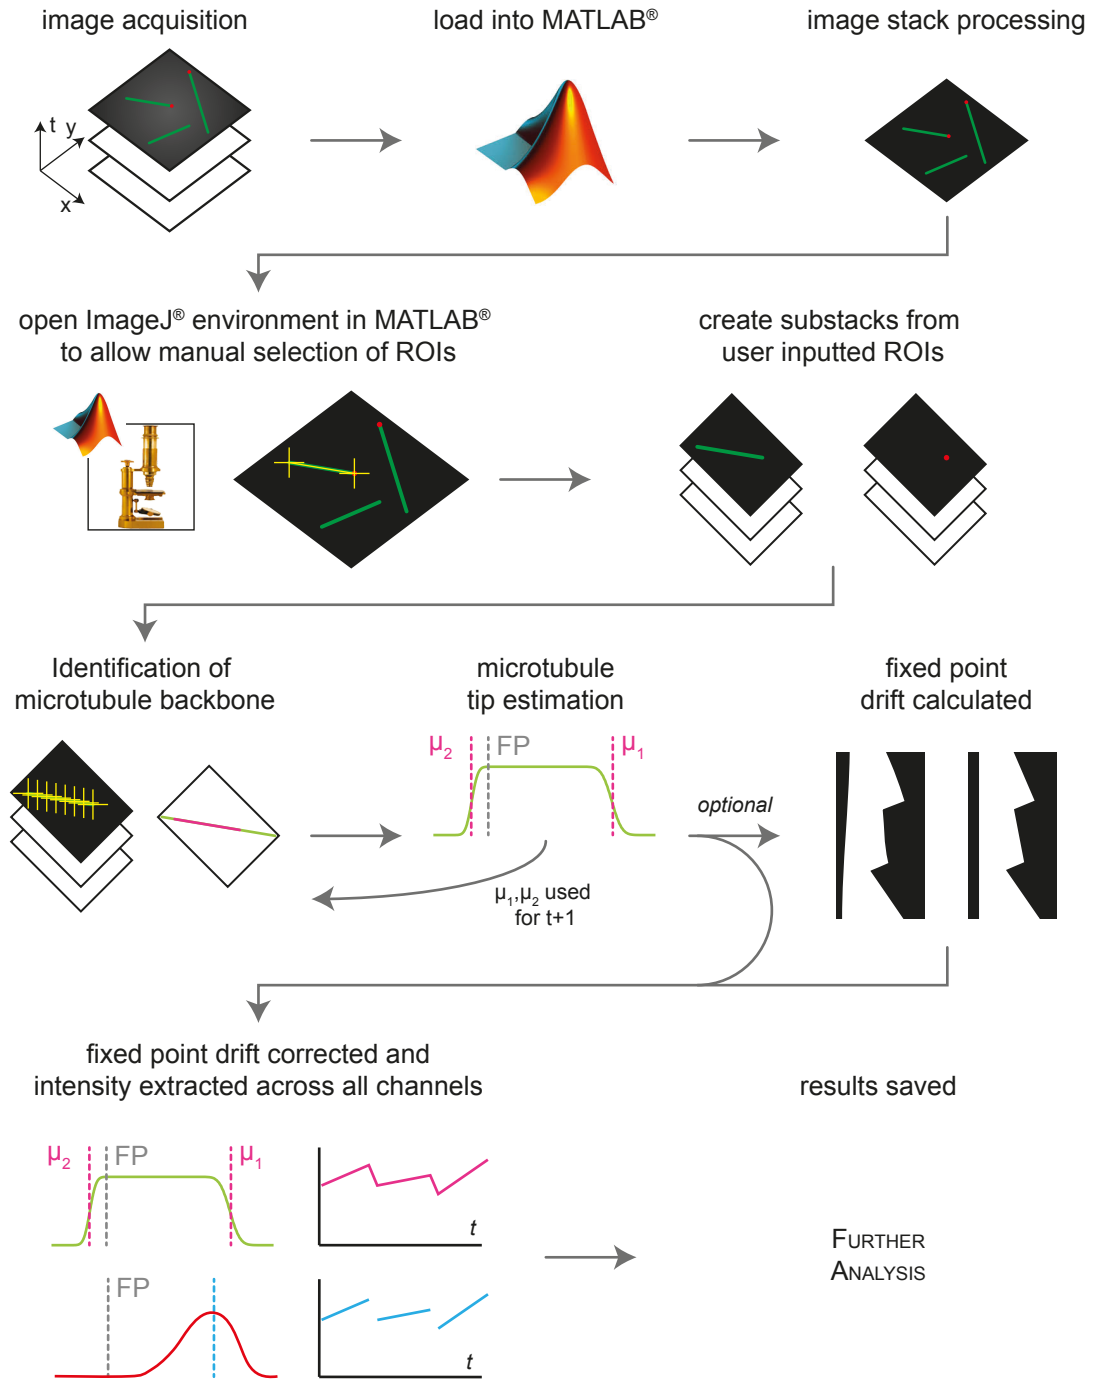 image acquisition
load into MATLAB®
image stack processing
t
y
x
open ImageJ® environment in MATLAB®
to allow manual selection of ROIs
create substacks from
user inputted ROIs
Identification of
microtubule backbone
microtubule
tip estimation
fixed point
drift calculated
μ2
FP
μ1
optional
μ1,μ2 used
for t+1
fixed point drift corrected and
intensity extracted across all channels
results saved
μ2
FP
μ1
t
FURTHER
ANALYSIS
FP
t